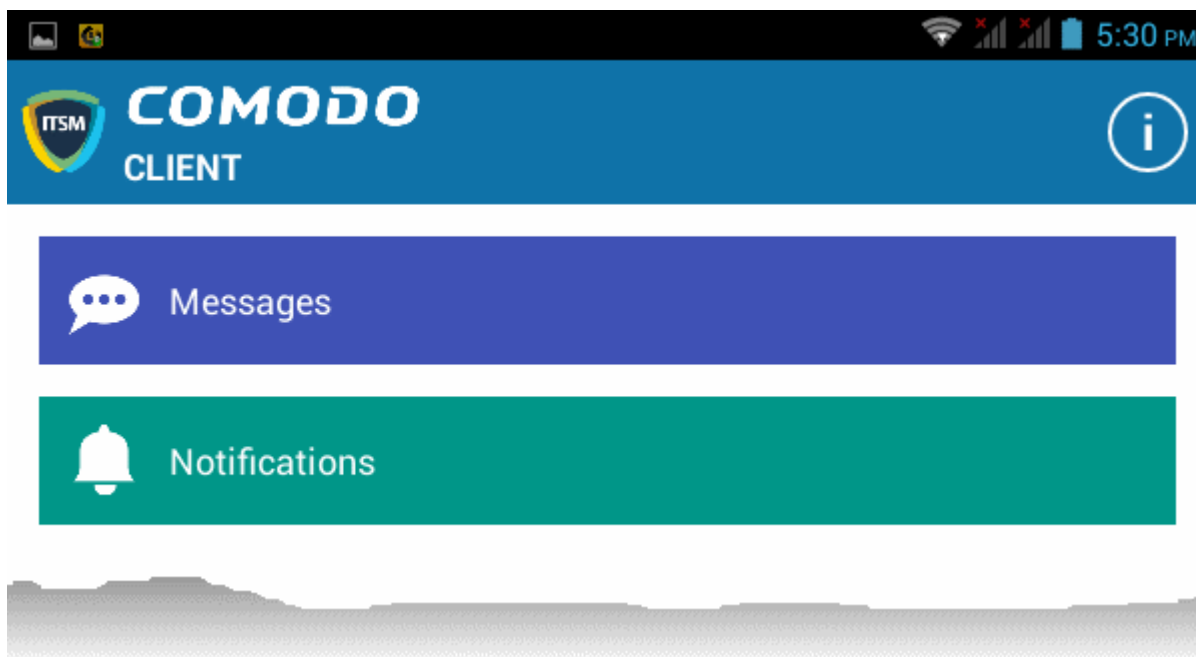 5:30 PM
ITSM
COMODO
CLIENT
i
Messages
Notifications